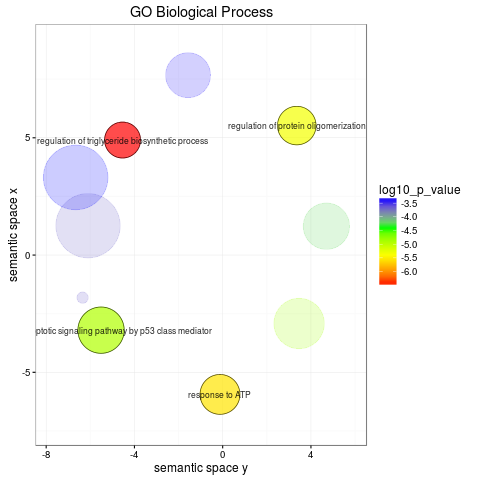 GO Biological Process
regulation of protein oligomerization
regulation of triglyceride biosynthetic process
ptotic signaling pathway by p53 class mediator
response to ATP
semantic space x
5
0
-5
-8
-4
0
4
semantic space y
log10_p_value
-3.5
-4.0
-4.5
-5.0
-5.5
-6.0